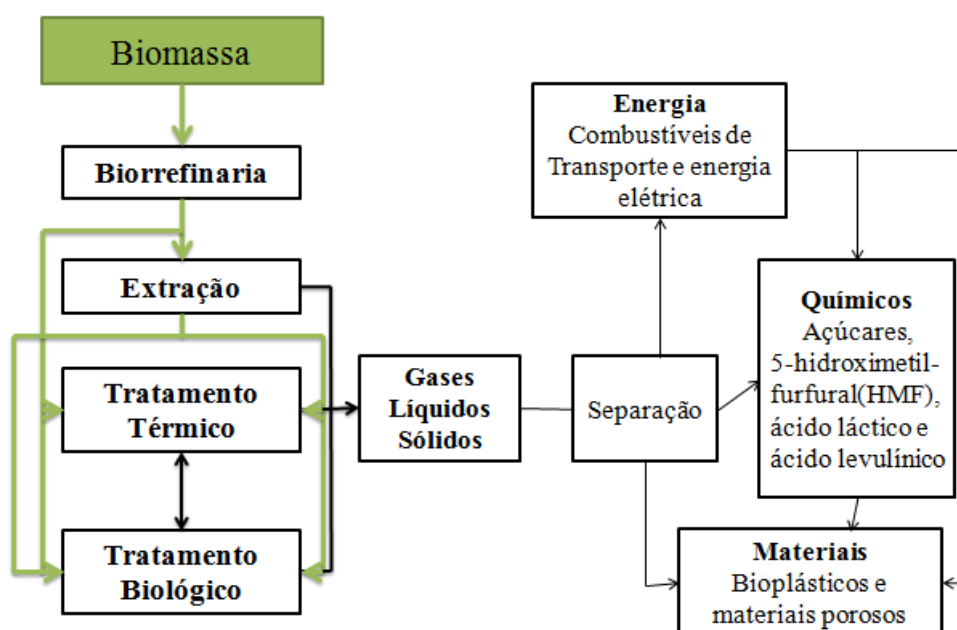 Biomassa
Biorrefinaria
Extração
Tratamento
Térmico
Tratamento
Biológico
Gases
Líquidos
Sólidos
Separação
Energia
Combustíveis de
Transporte e energia
elétrica
Químicos
Açúcares,
5-hidroximetil-
furfural(HMF),
ácido láctico e
ácido levulínico
Materiais
Bioplásticos e
materiais porosos